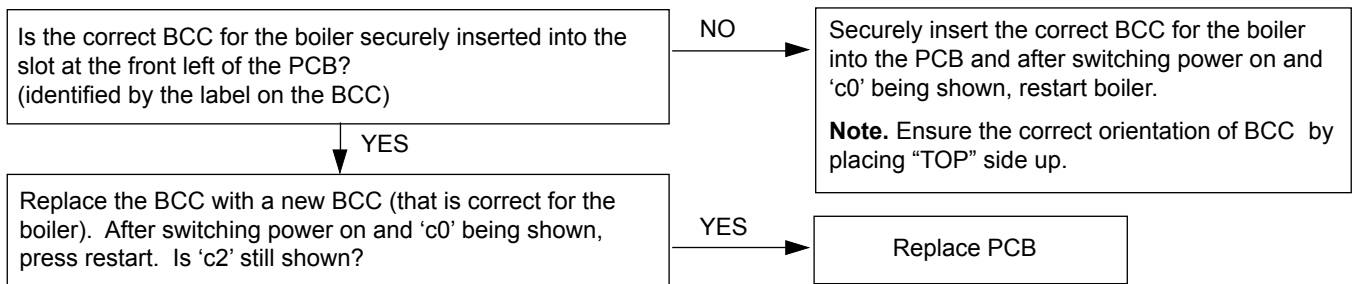 Is the correct BCC for the boiler securely inserted into the
slot at the front left of the PCB?
(identified by the label on the BCC)
NO
Securely insert the correct BCC for the boiler
into the PCB and after switching power on and
‘c0’ being shown, restart boiler.
Note. Ensure the correct orientation of BCC by
placing “TOP” side up.
YES
Replace the BCC with a new BCC (that is correct for the
boiler). After switching power on and ‘c0’ being shown,
press restart. Is ‘c2’ still shown?
YES
Replace PCB